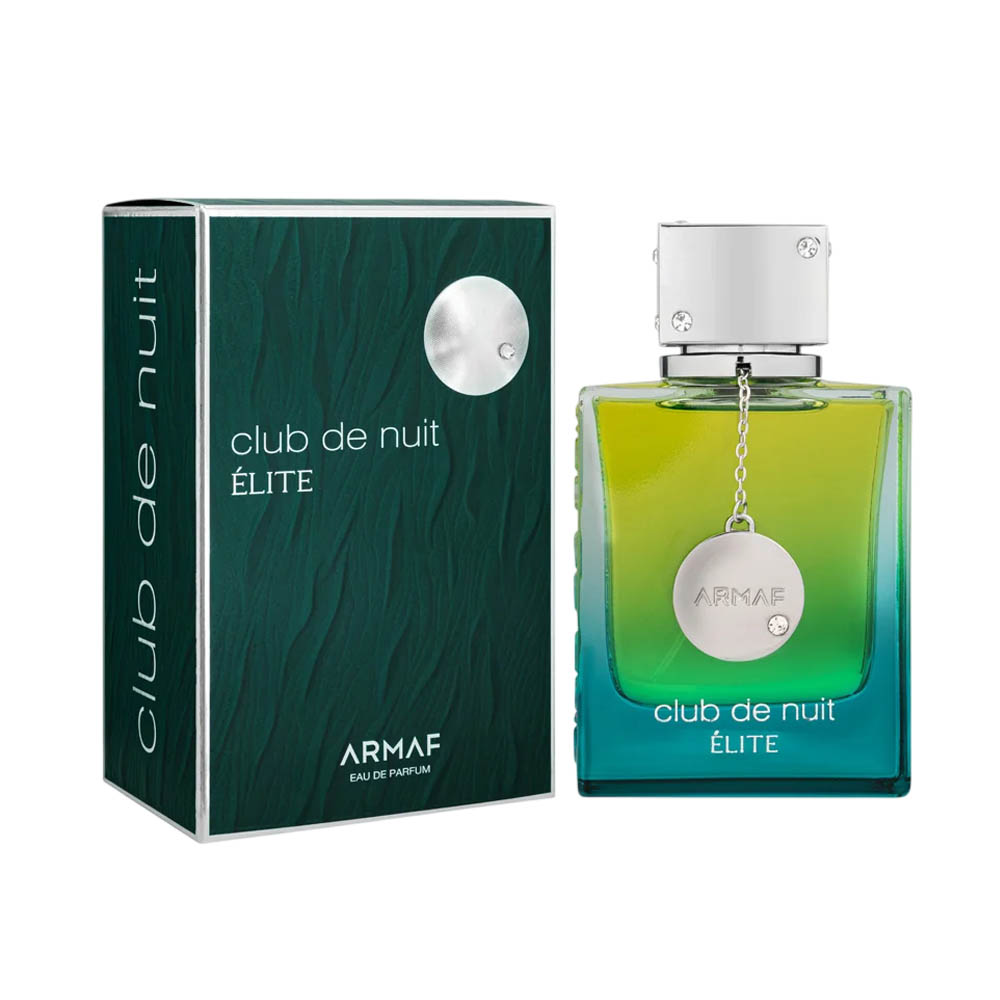 club de nuit
club de nuit
ÉLITE
ARMAF
EAU DE PARFUM
ARMAF
club de nuit
ÉLITE